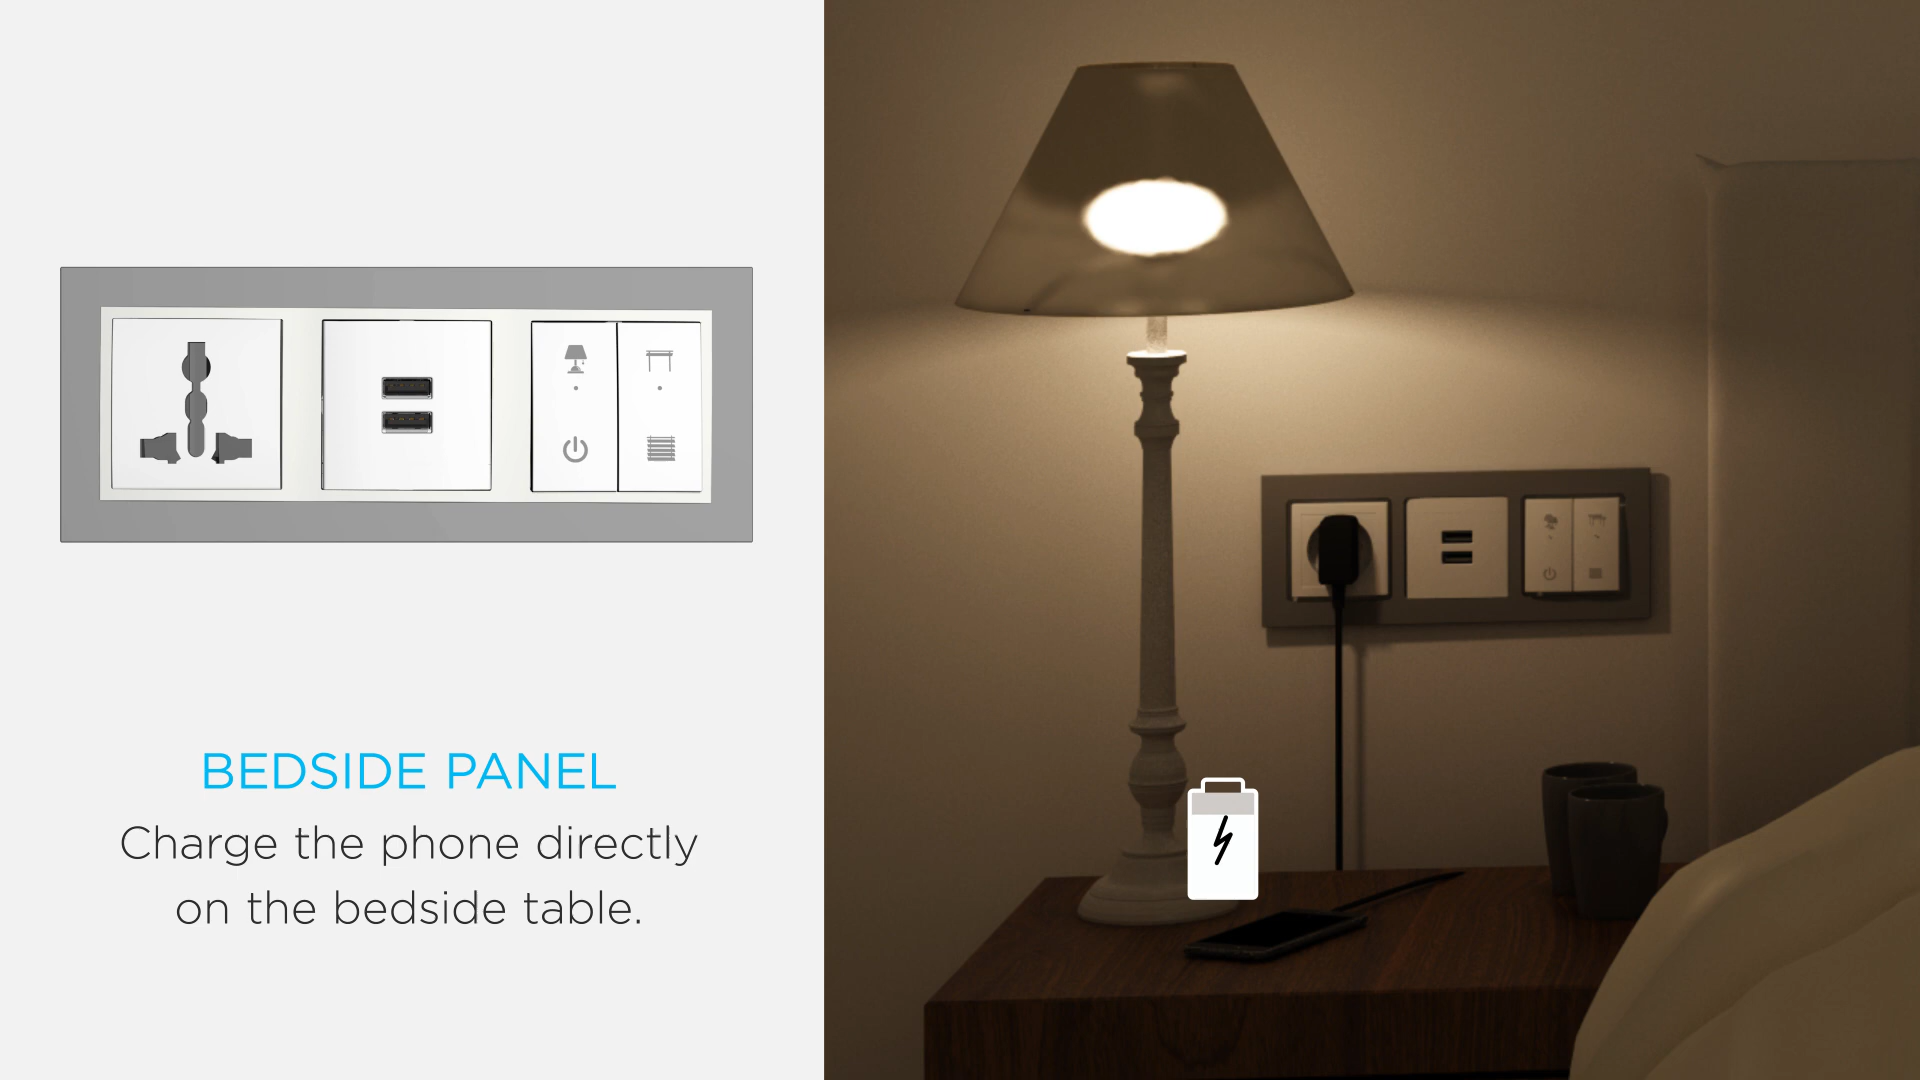 BEDSIDE PANEL
Charge the phone directly
on the bedside table.